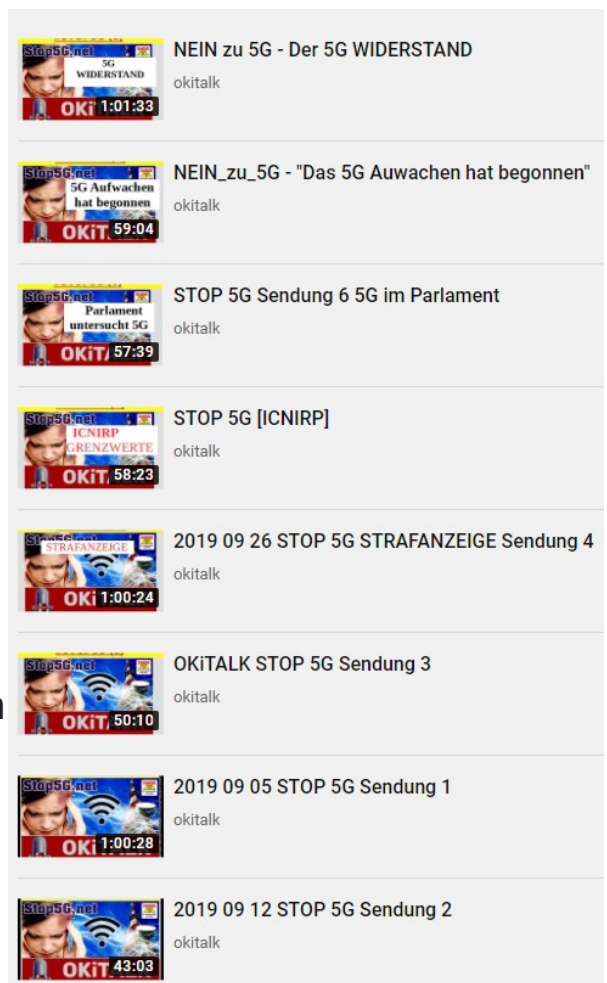 Stop5G.net
5G
WIDERSTAND
OKi
1:01:33
NEIN zu 5G - Der 5G WIDERSTAND
okitalk
Stop5G.net
5G Aufwachen
hat begonnen
OKiT
59:04
NEIN_zu_5G - "Das 5G Auwachen hat begonnen"
okitalk
Stop5G.net
Parlament
untersucht 5G
OKiT
57:39
STOP 5G Sendung 6 5G im Parlament
okitalk
Stop5G.net
ICNIRP
GRENZWERTE
OKiT
58:23
STOP 5G [ICNIRP]
okitalk
STRAFANZEIGE
OKi
1:00:24
2019 09 26 STOP 5G STRAFANZEIGE Sendung 4
okitalk
Stop5G.net
OKiT
50:10
OKiTALK STOP 5G Sendung 3
okitalk
Stop5G.net
OKi
1:00:28
2019 09 05 STOP 5G Sendung 1
okitalk
Stop5G.net
OKiT
43:03
2019 09 12 STOP 5G Sendung 2
okitalk